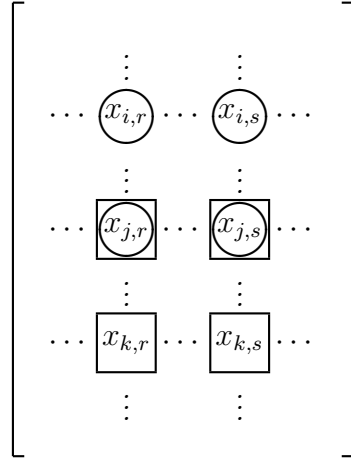 ⋮ ⋮
⋯ x_{i,r} ⋯ x_{i,s} ⋯
⋮ ⋮
⋯ x_{j,r} ⋯ x_{j,s} ⋯
⋮ ⋮
⋯ x_{k,r} ⋯ x_{k,s} ⋯
⋮ ⋮